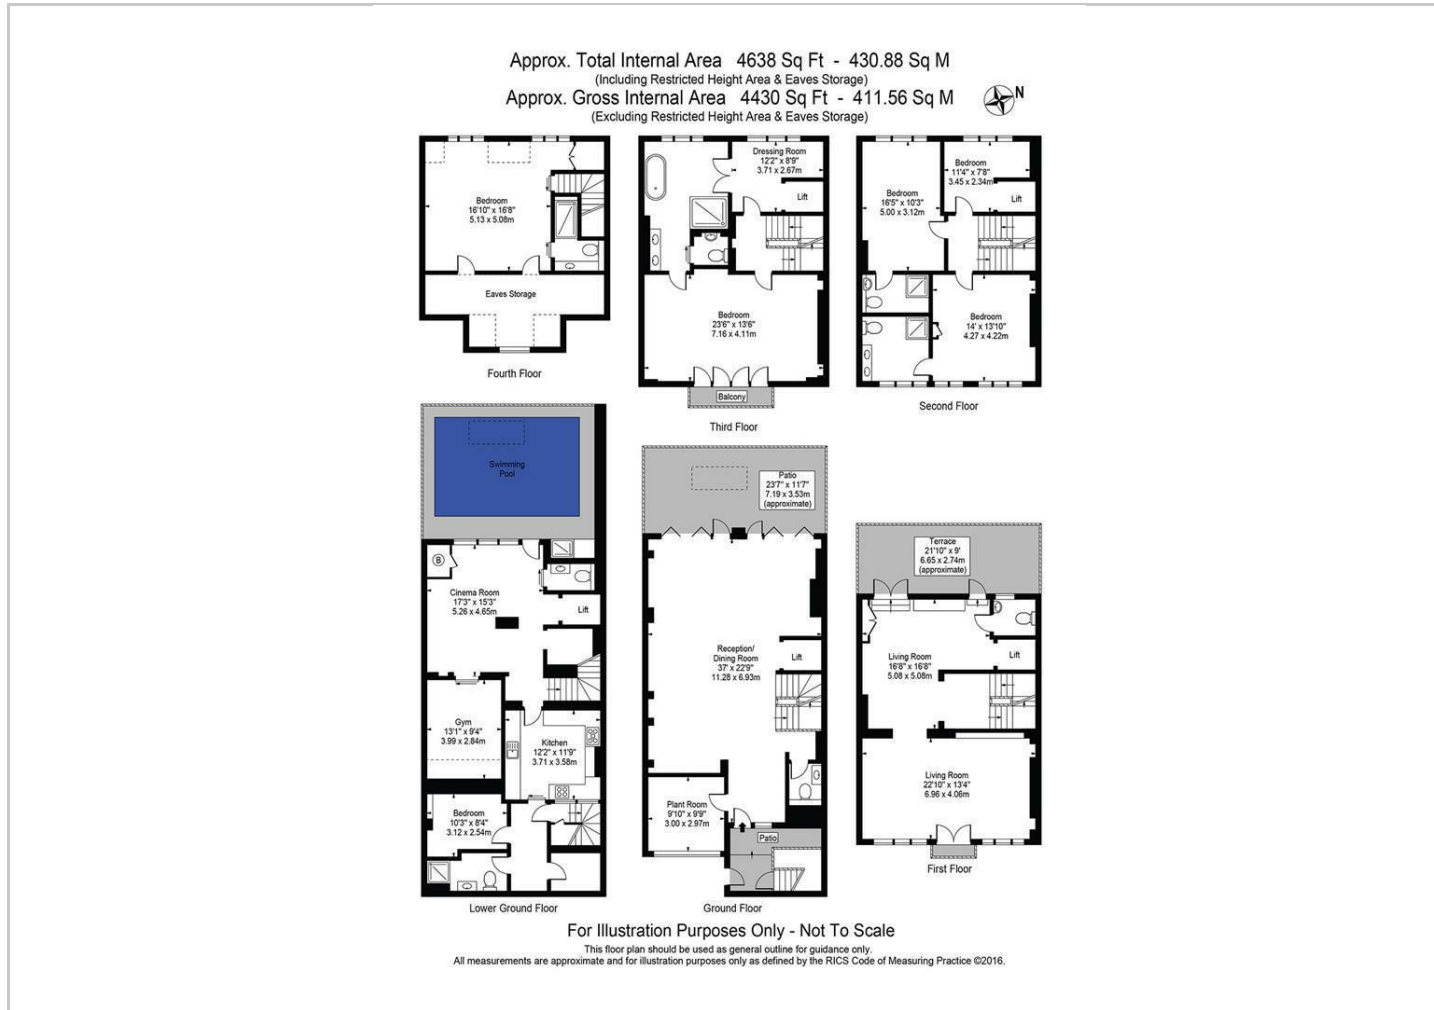 Approx. Total Internal Area 4638 Sq Ft - 430.88 Sq M
(Including Restricted Height Area & Eaves Storage)
Approx. Gross Internal Area 4430 Sq Ft - 411.56 Sq M
(Excluding Restricted Height Area & Eaves Storage)
N
Bedroom
16'10" x 16'8"
5.13 x 5.08m
Eaves Storage
Fourth Floor
Dressing Room
12'2" x 8'9"
3.71 x 2.67m
Lift
Bedroom
23'6" x 13'6"
7.16 x 4.11m
Balcony
Third Floor
Bedroom
11'4" x 7'8"
3.45 x 2.34m
Lift
Bedroom
16'5" x 10'3"
5.00 x 3.12m
Bedroom
14' x 13'10"
4.27 x 4.22m
Second Floor
Swimming
Pool
B
Cinema Room
17'3" x 15'3"
5.26 x 4.65m
Lift
Gym
13'1" x 9'4"
3.99 x 2.84m
Kitchen
12'2" x 11'9"
3.71 x 3.58m
Bedroom
10'3" x 8'4"
3.12 x 2.54m
Lower Ground Floor
Patio
23'7" x 11'7"
7.19 x 3.53m
(approximate)
Reception/
Dining Room
37' x 22'9"
11.28 x 6.93m
Lift
Plant Room
9'10" x 9'9"
3.00 x 2.97m
Patio
Ground Floor
Terrace
21'10" x 9'
6.65 x 2.74m
(approximate)
Living Room
16'8" x 16'8"
5.08 x 5.08m
Lift
Living Room
22'10" x 13'4"
6.96 x 4.06m
First Floor
For Illustration Purposes Only - Not To Scale
This floor plan should be used as general outline for guidance only.
All measurements are approximate and for illustration purposes only as defined by the RICS Code of Measuring Practice ©2016.